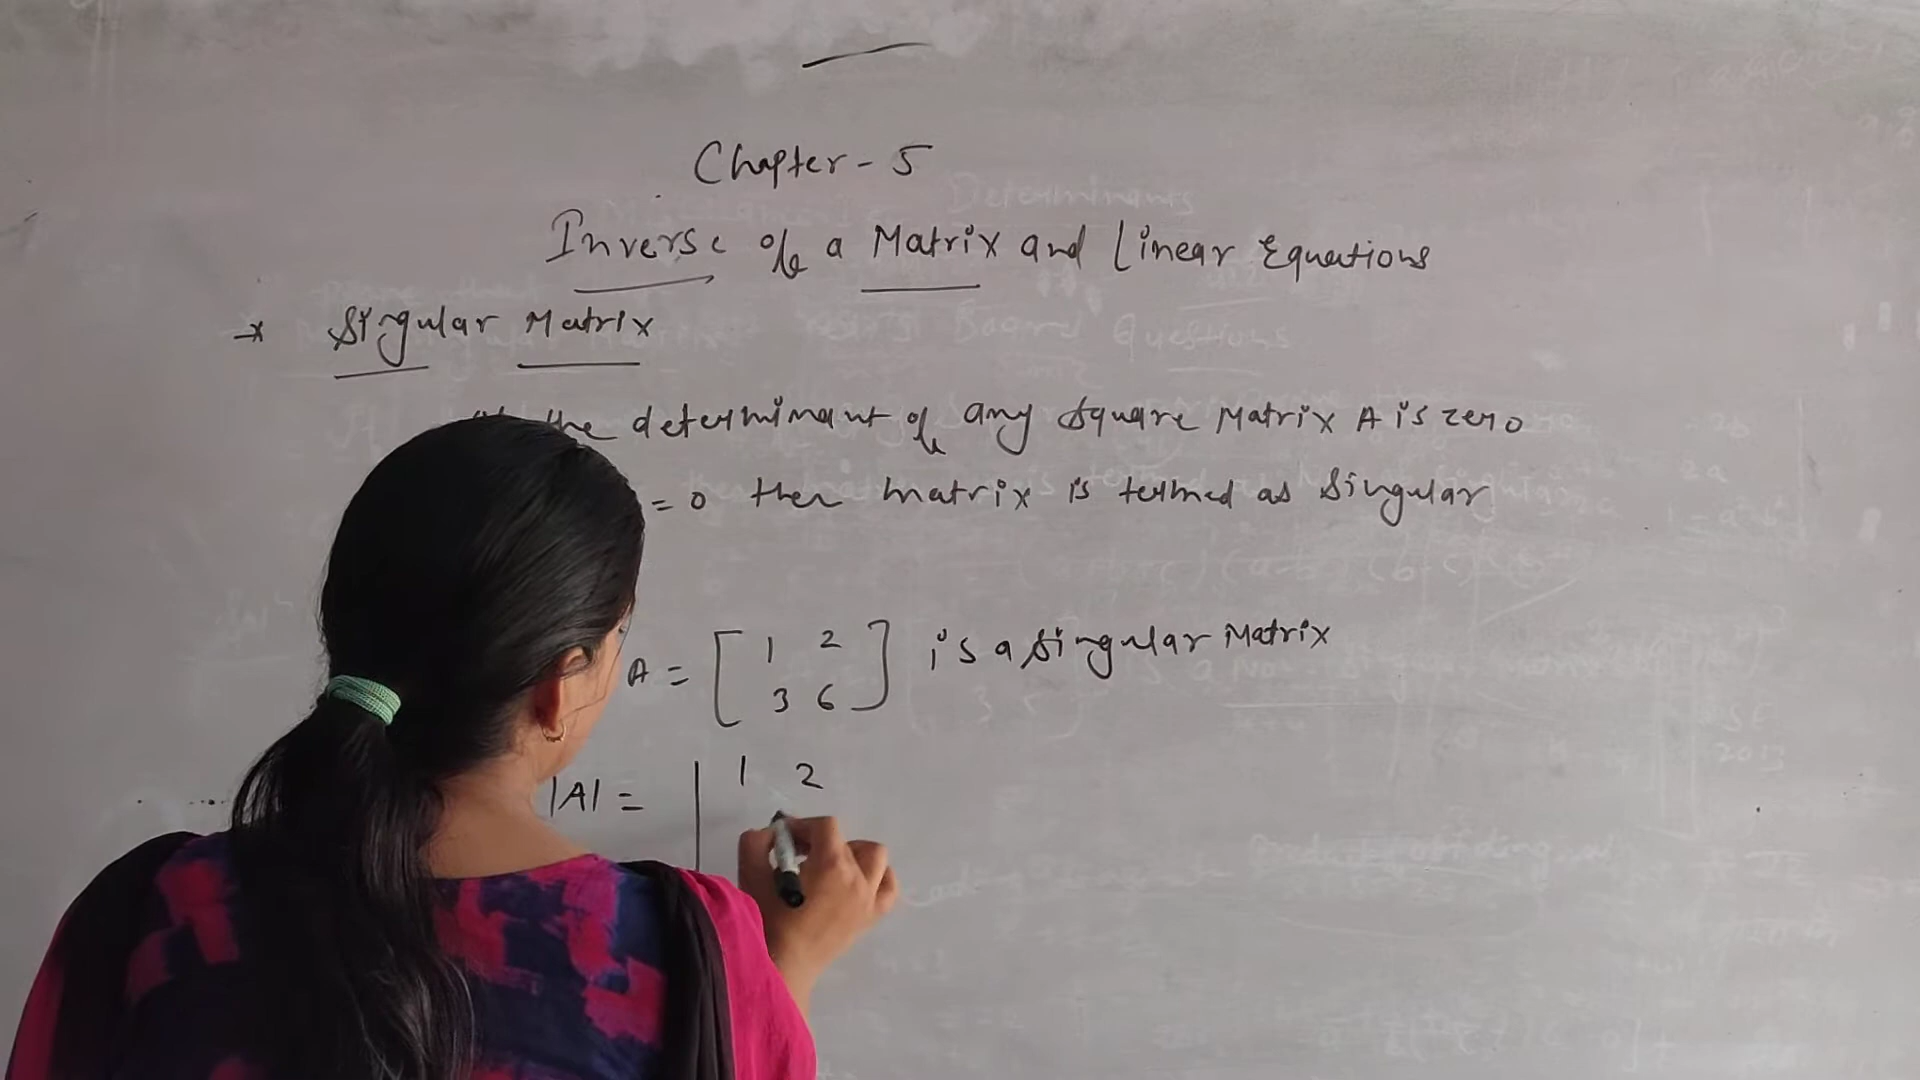 Chapter - 5
Inverse of a Matrix and Linear Equations
→ Singular Matrix
the determinant of any square Matrix A is zero
= 0 then matrix is termed as Singular
A = [ 1 2 ] is a Singular Matrix
3 6
|A| = | 1 2